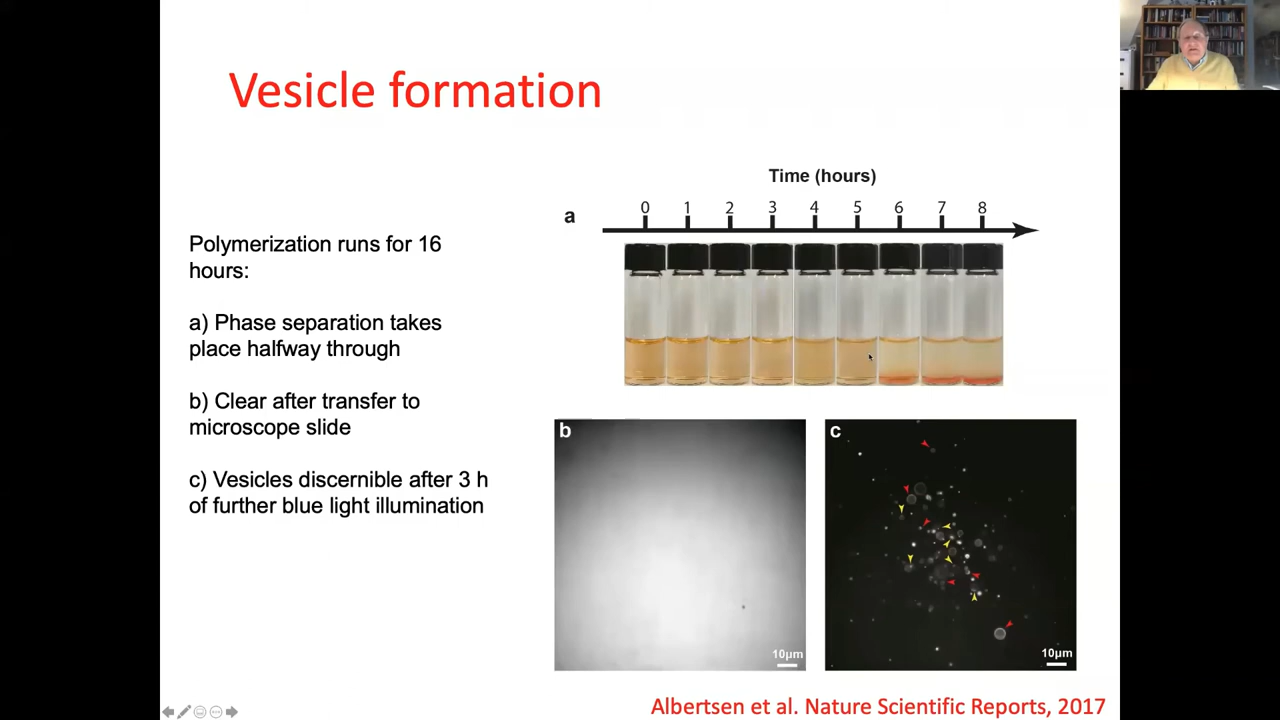 Vesicle formation
Polymerization runs for 16
hours:
a) Phase separation takes
place halfway through
b) Clear after transfer to
microscope slide
c) Vesicles discernible after 3 h
of further blue light illumination
Time (hours)
a
0 1 2 3 4 5 6 7 8
b
10µm
c
10µm
Albertsen et al. Nature Scientific Reports, 2017